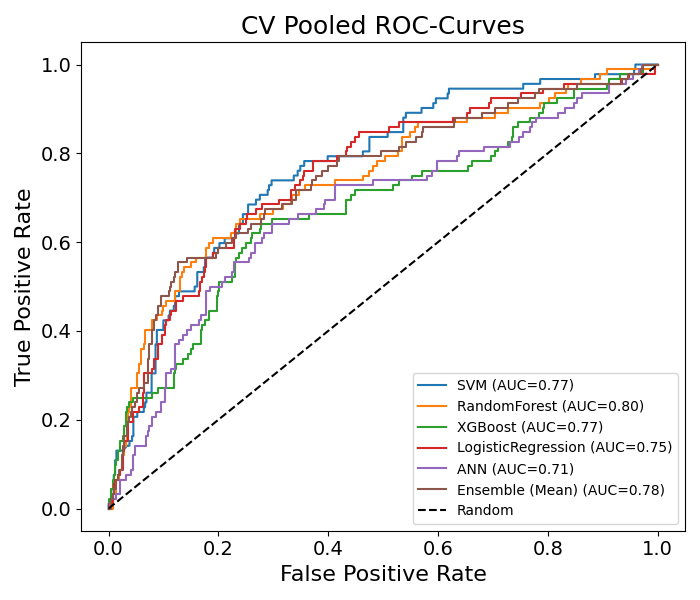 CV Pooled ROC-Curves
True Positive Rate
1.0
0.8
0.6
0.4
0.2
0.0
SVM (AUC=0.77)
RandomForest (AUC=0.80)
XGBoost (AUC=0.77)
LogisticRegression (AUC=0.75)
ANN (AUC=0.71)
Ensemble (Mean) (AUC=0.78)
Random
0.0 0.2 0.4 0.6 0.8 1.0
False Positive Rate